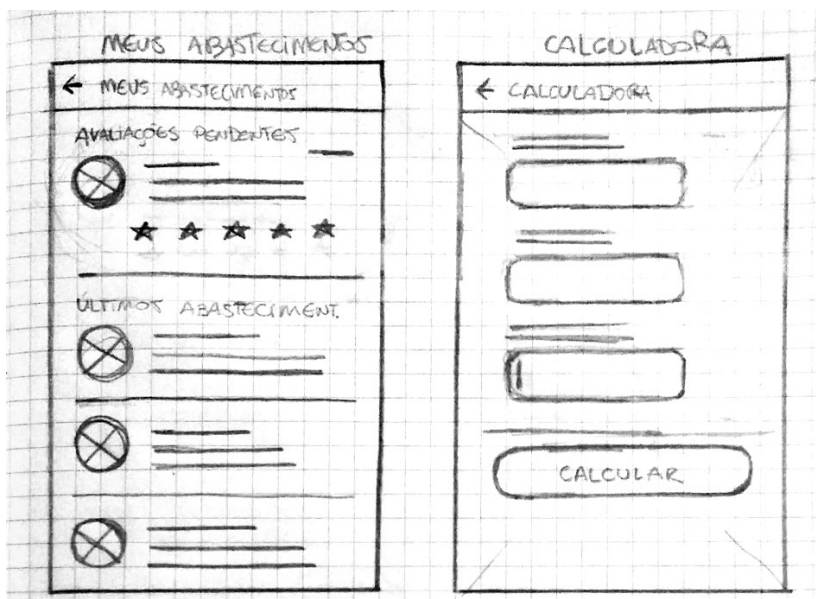 MEUS ABASTECIMENTOS
← MEUS ABASTECIMENTOS
AVALIAÇÕES PENDENTES
ÚLTIMOS ABASTECIMENT.
CALCULADORA
← CALCULADORA
CALCULAR